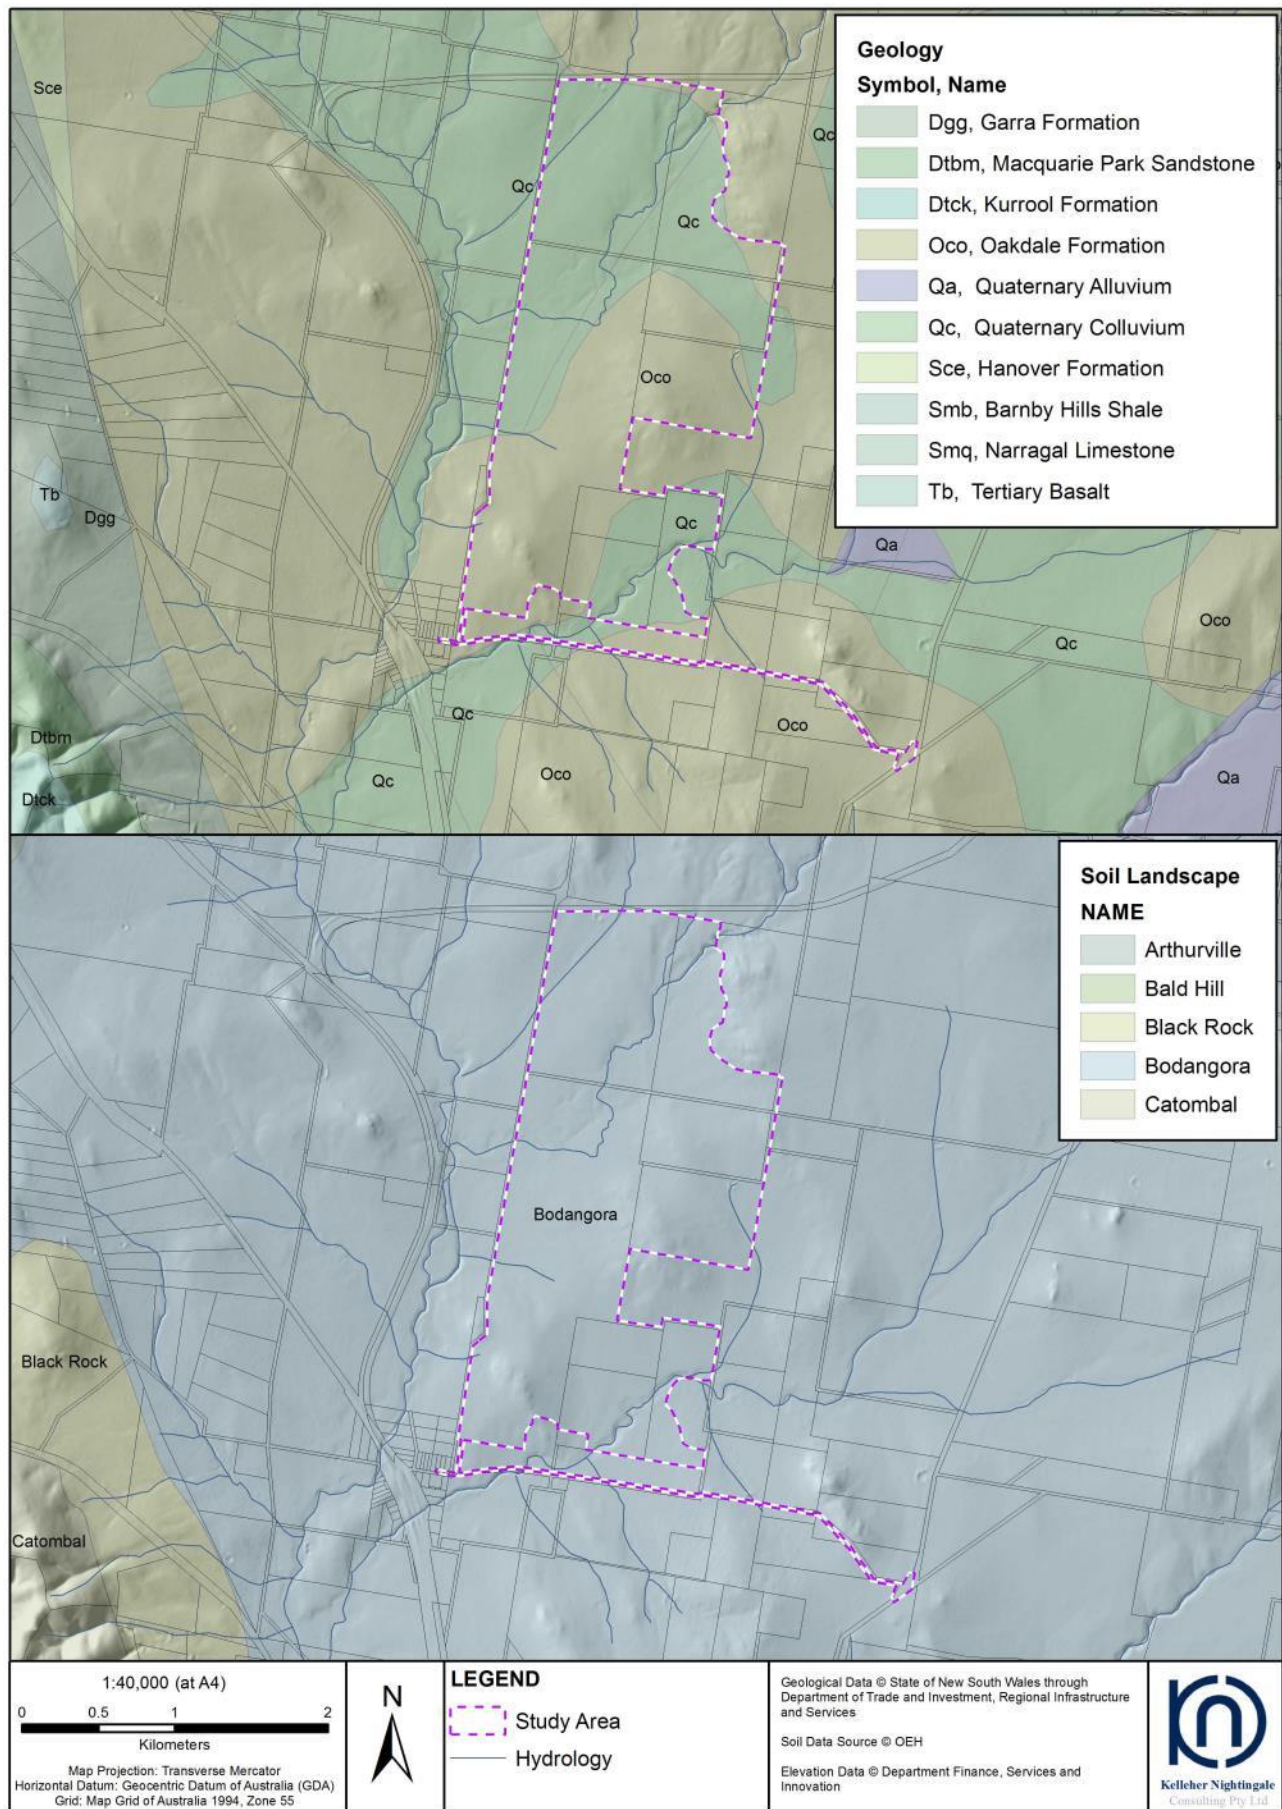 Geology
Symbol, Name
Dgg, Garra Formation
Dtbm, Macquarie Park Sandstone
Dtck, Kurrool Formation
Oco, Oakdale Formation
Qa, Quaternary Alluvium
Qc, Quaternary Colluvium
Sce, Hanover Formation
Smb, Barnby Hills Shale
Smq, Narragal Limestone
Tb, Tertiary Basalt
Sce
Qc
Qc
Qc
Oco
Tb
Dgg
Qc
Qa
Oco
Qc
Qc
Oco
Dtbm
Oco
Qc
Qa
Dtck
Soil Landscape
NAME
Arthurville
Bald Hill
Black Rock
Bodangora
Catombal
Bodangora
Black Rock
Catombal
1:40,000 (at A4)
0 0.5 1 2
Kilometers
Map Projection: Transverse Mercator
Horizontal Datum: Geocentric Datum of Australia (GDA)
Grid: Map Grid of Australia 1994, Zone 55
N
LEGEND
Study Area
Hydrology
Geological Data © State of New South Wales through
Department of Trade and Investment, Regional Infrastructure
and Services
Soil Data Source © OEH
Elevation Data © Department Finance, Services and
Innovation
Kelleher Nightingale
Consulting Pty Ltd